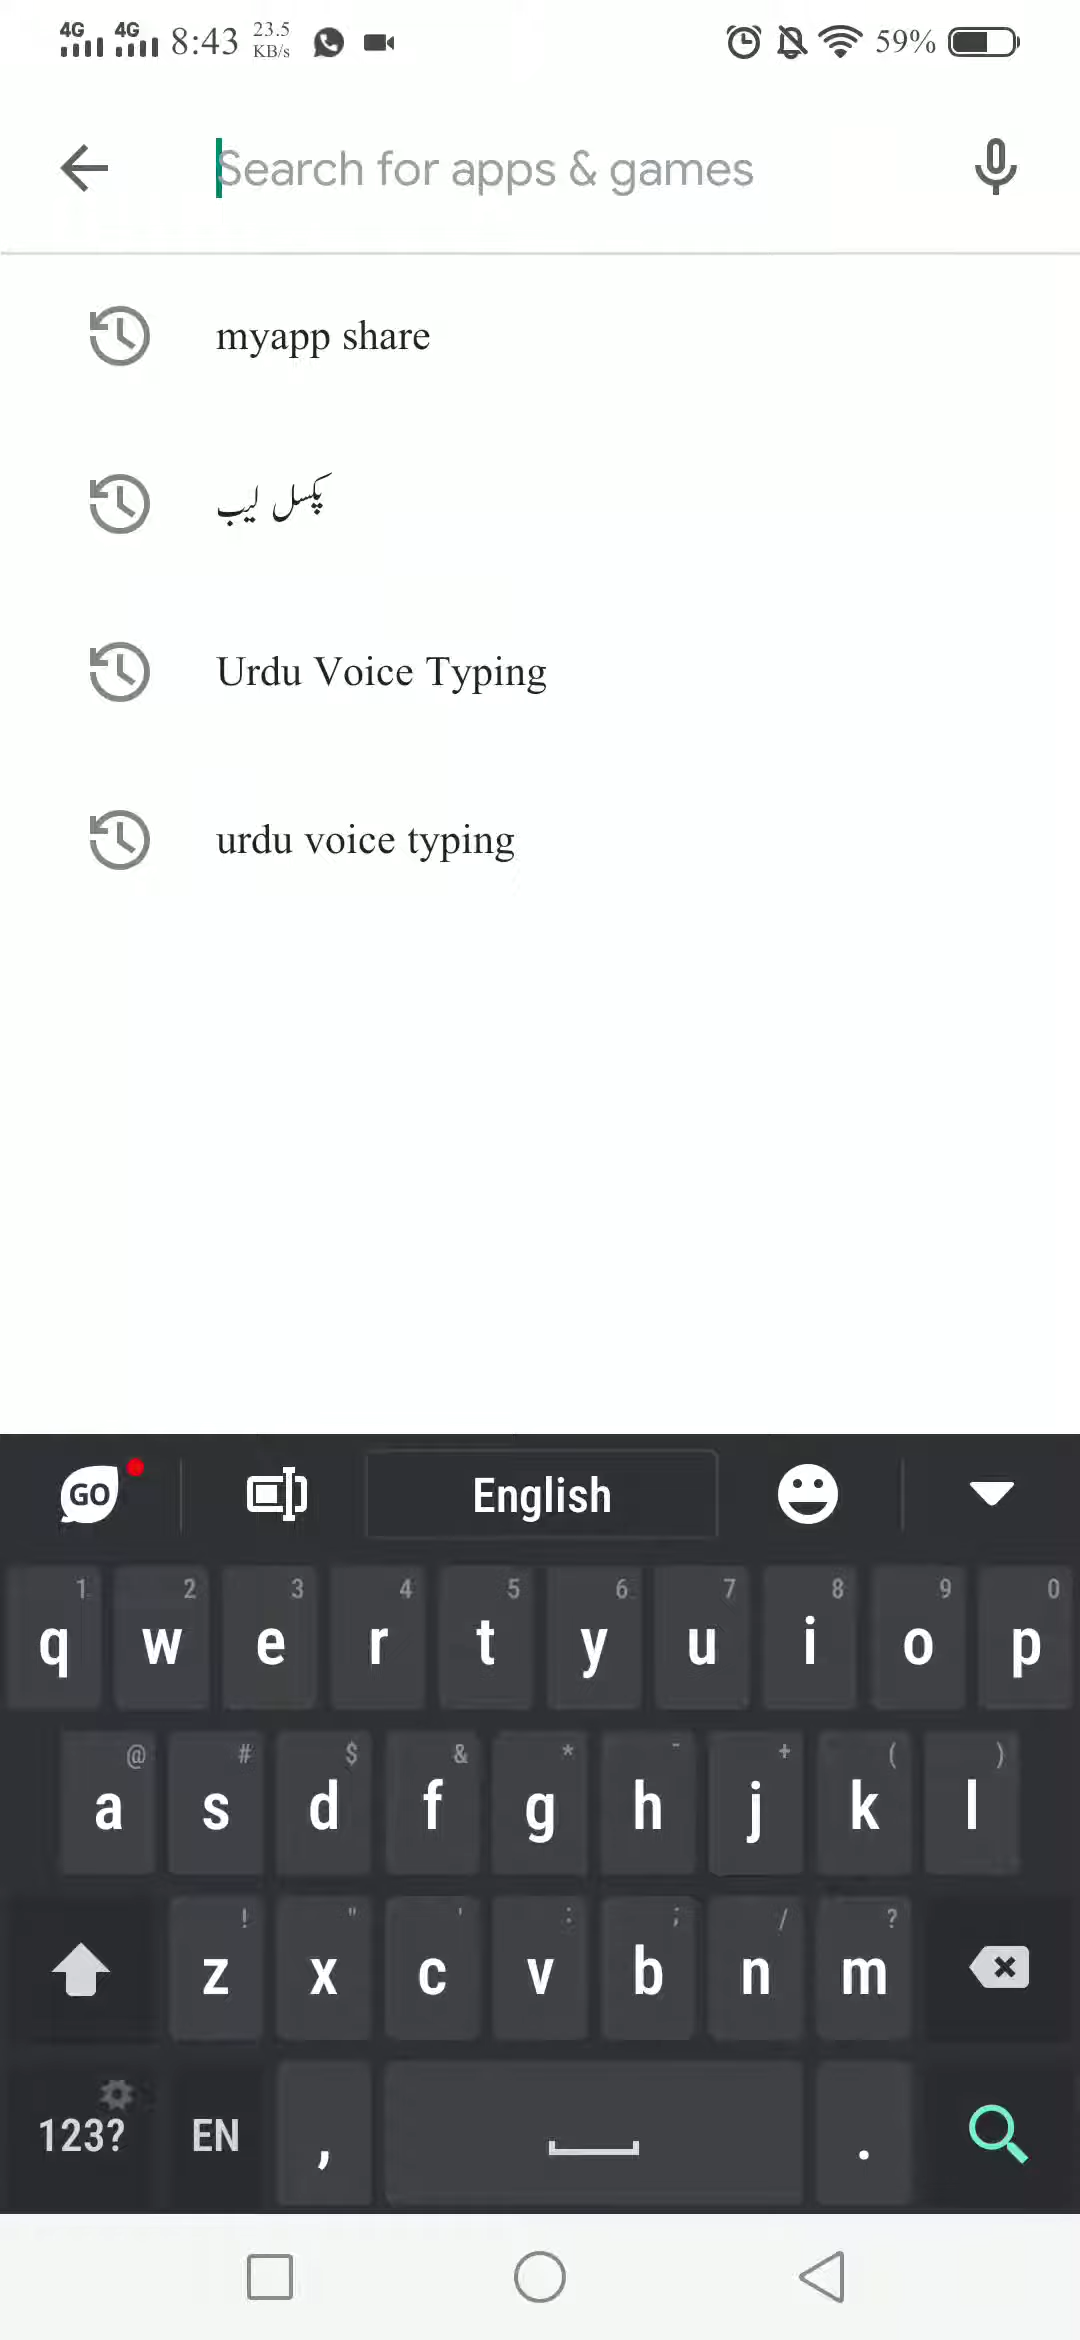 4G 4G 8:43 23.5 KB/s 59%
Search for apps & games
myapp share
پکسل لیب
Urdu Voice Typing
urdu voice typing
GO English
1 2 3 4 5 6 7 8 9 0
q w e r t y u i o p
@ # $ & * - + ( )
a s d f g h j k l
! " ' : ; / ?
z x c v b n m
123? EN , .